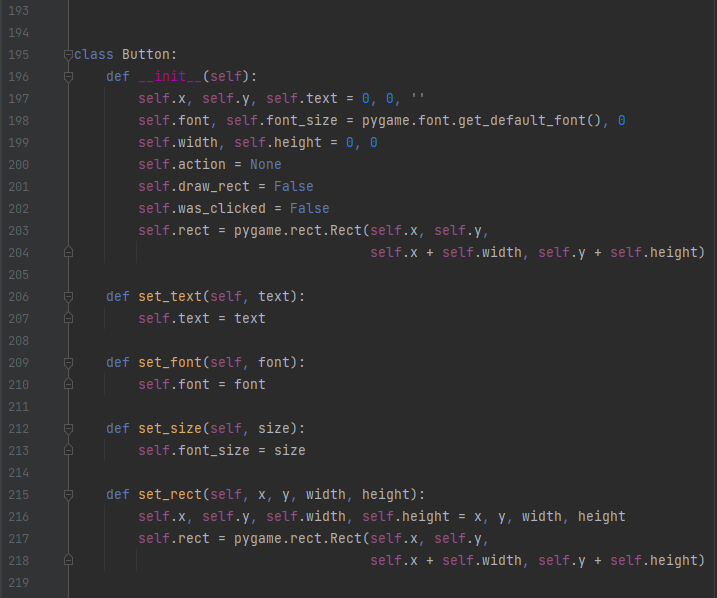 193
194
195 class Button:
196     def __init__(self):
197         self.x, self.y, self.text = 0, 0, ''
198         self.font, self.font_size = pygame.font.get_default_font(), 0
199         self.width, self.height = 0, 0
200         self.action = None
201         self.draw_rect = False
202         self.was_clicked = False
203         self.rect = pygame.rect.Rect(self.x, self.y,
204                                      self.x + self.width, self.y + self.height)
205
206     def set_text(self, text):
207         self.text = text
208
209     def set_font(self, font):
210         self.font = font
211
212     def set_size(self, size):
213         self.font_size = size
214
215     def set_rect(self, x, y, width, height):
216         self.x, self.y, self.width, self.height = x, y, width, height
217         self.rect = pygame.rect.Rect(self.x, self.y,
218                                      self.x + self.width, self.y + self.height)
219